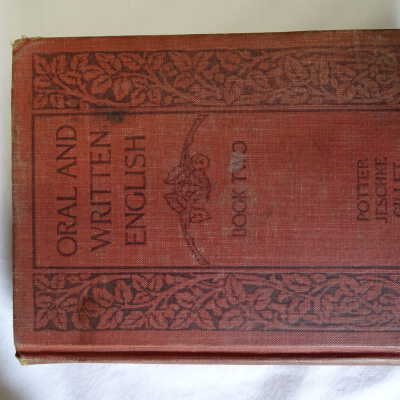 ORAL AND
WRITTEN
ENGLISH
BOOK TWO
POTTER
JESCHKE